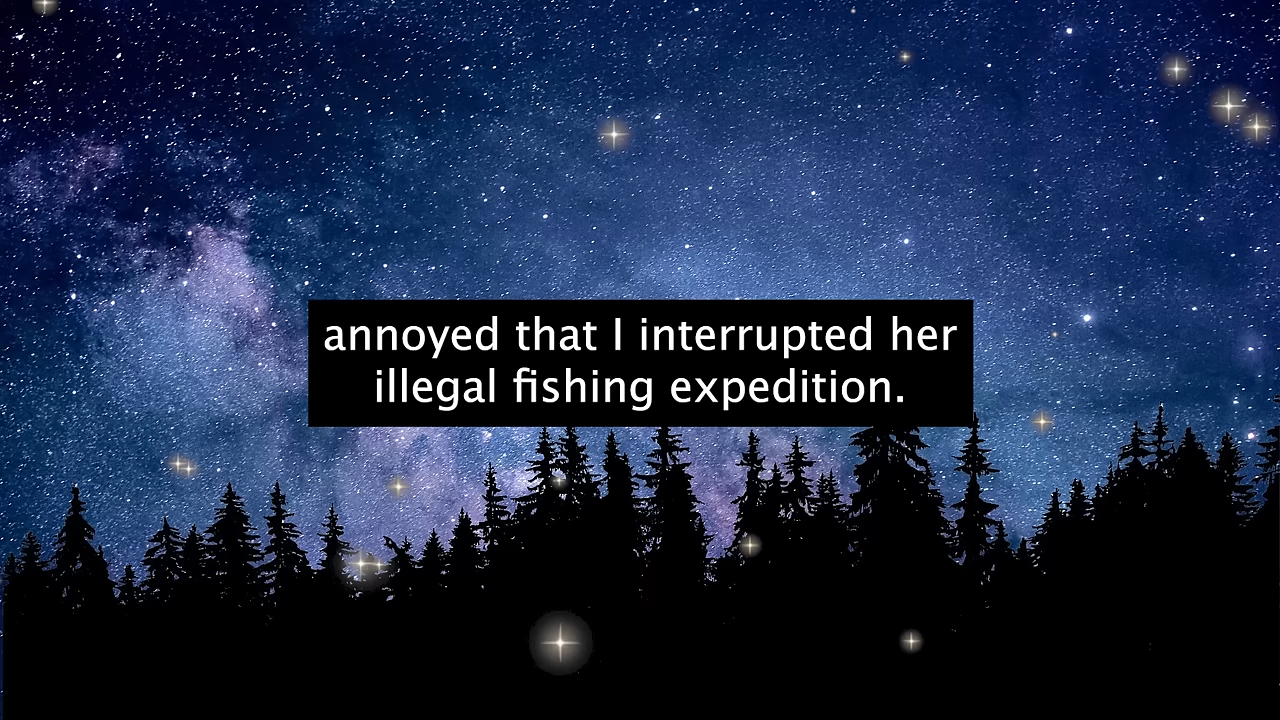 annoyed that I interrupted her
illegal fishing expedition.